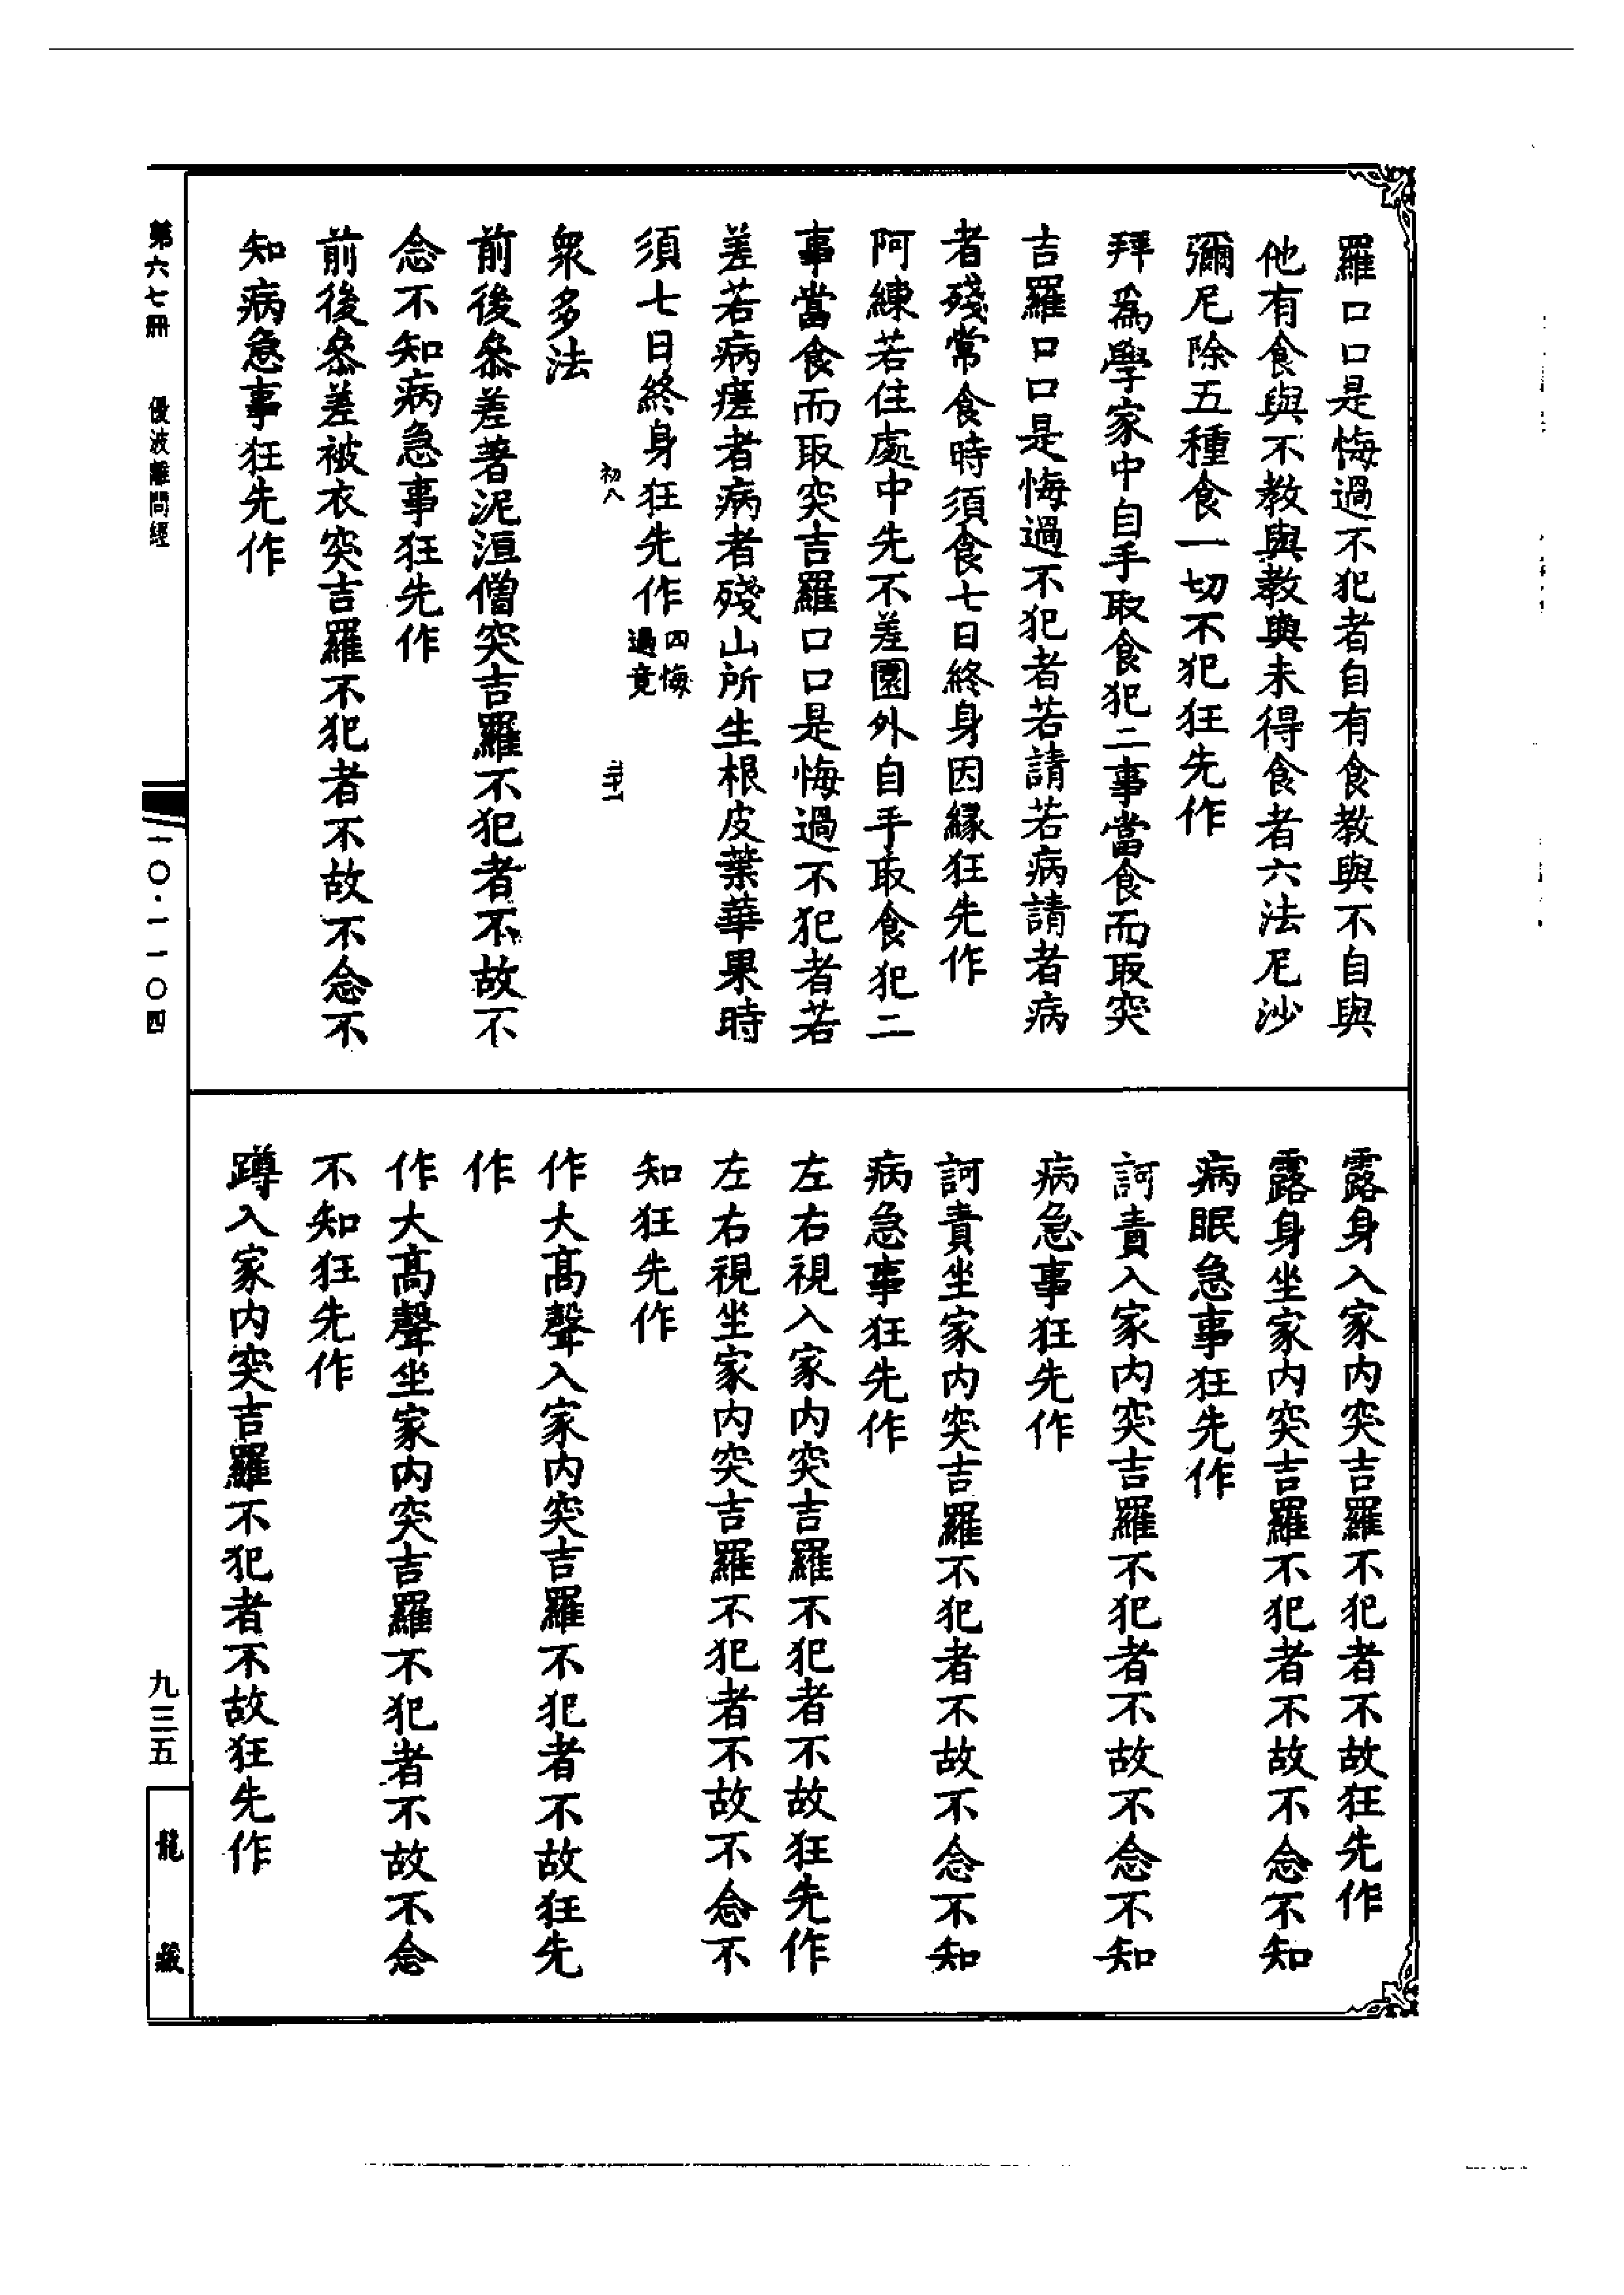 羅口口是悔過不犯者自有食教與不自與
他有食與不教與教與未得食者六法尼沙
彌尼除五種食一切不犯狂先作
拜為學家中自手取食犯二事當食而取突
吉羅口口是悔過不犯者若請若病請者病
者殘常食時須食七日終身因緣狂先作
阿練若住處中先不差園外自手取食犯二
事當食而取突吉羅口口是悔過不犯者若
差若病瘥者病者殘山所生根皮葉華果時
須七日終身狂先作四悔過竟
初八
三十一
衆多法
前後叅差著泥洹僧突吉羅不犯者不故不
念不知病急事狂先作
前後叅差被衣突吉羅不犯者不故不念不
知病急事狂先作
露身入家内突吉羅不犯者不故狂先作
露身坐家内突吉羅不犯者不故不念不知
病眠急事狂先作
訶責入家内突吉羅不犯者不故不念不知
病急事狂先作
訶責坐家内突吉羅不犯者不故不念不知
病急事狂先作
左右視入家内突吉羅不犯者不故狂先作
左右視坐家内突吉羅不犯者不故不念不
知狂先作
作大髙聲入家内突吉羅不犯者不故狂先
作
作大髙聲坐家内突吉羅不犯者不故不念
不知狂先作
蹲入家内突吉羅不犯者不故狂先作
第六七冊 優波離問經
一〇·一一〇四
九三五
龍藏